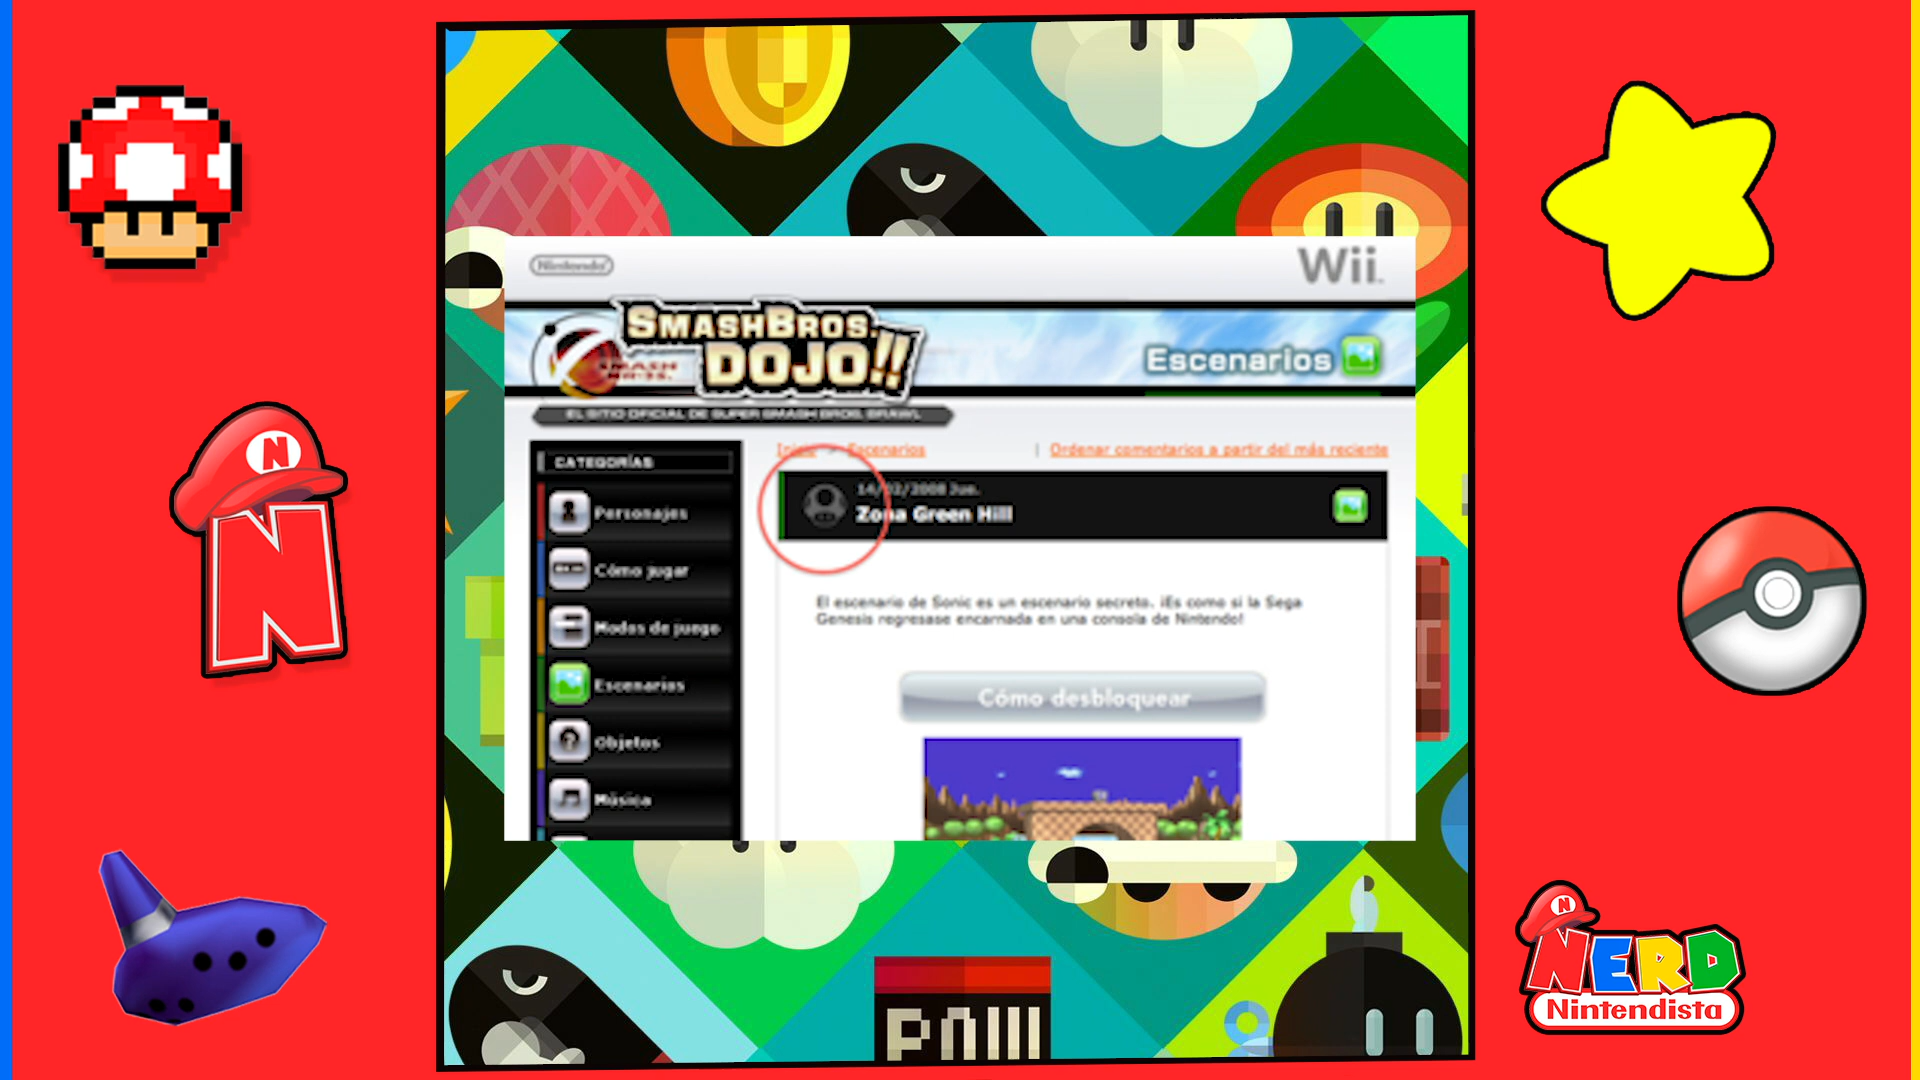 Nintendo
Wii
SMASHBROS.
DOJO!!
SMASH
BROS.
Escenarios
EL SITIO OFICIAL DE SUPER SMASH BROS. BRAWL
Inicio > Escenarios | Ordenar comentarios a partir del más reciente
CATEGORÍAS
14/02/2008 Jue.
Zona Green Hill
Personajes
Cómo jugar
Modos de juego
Escenarios
Objetos
Música
El escenario de Sonic es un escenario secreto. ¡Es como si la Sega
Genesis regresase encarnada en una consola de Nintendo!
Cómo desbloquear
N
N
N
NERD
Nintendista